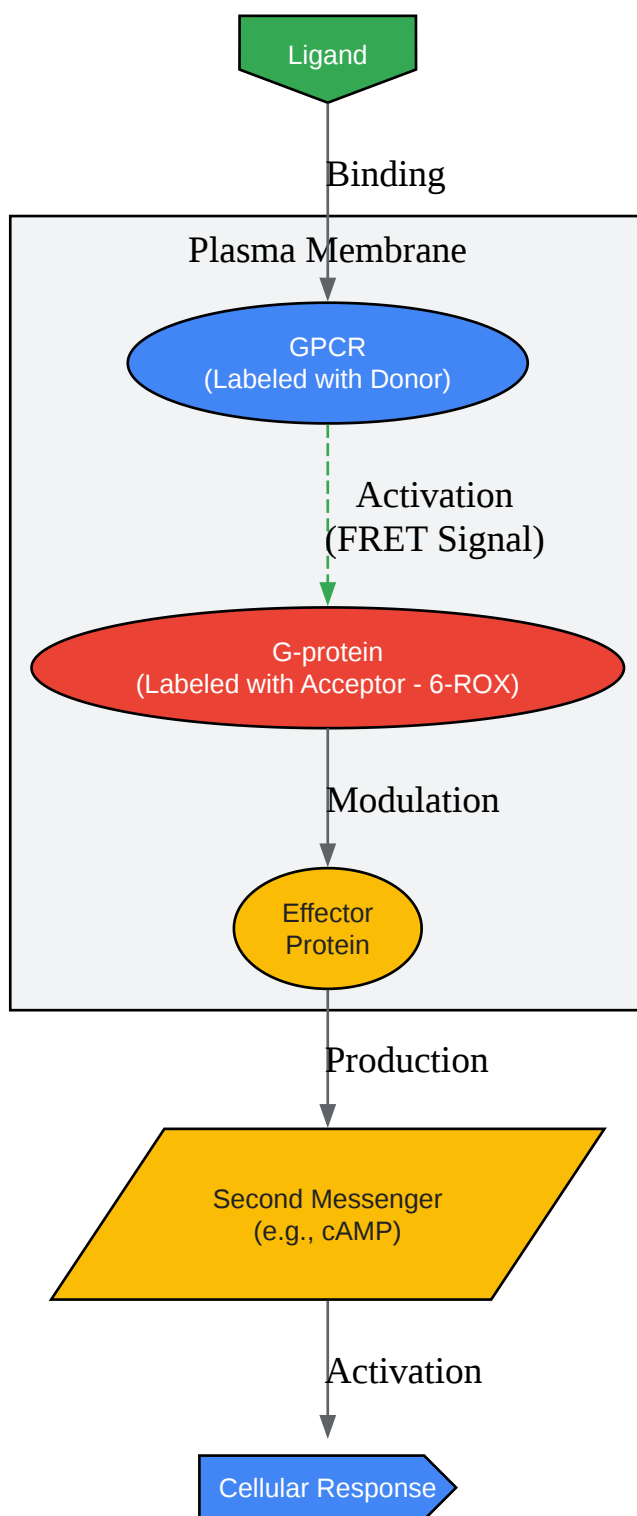 Ligand
Binding
Plasma Membrane
GPCR
(Labeled with Donor)
Activation
(FRET Signal)
G-protein
(Labeled with Acceptor - 6-ROX)
Modulation
Effector
Protein
Production
Second Messenger
(e.g., cAMP)
Activation
Cellular Response